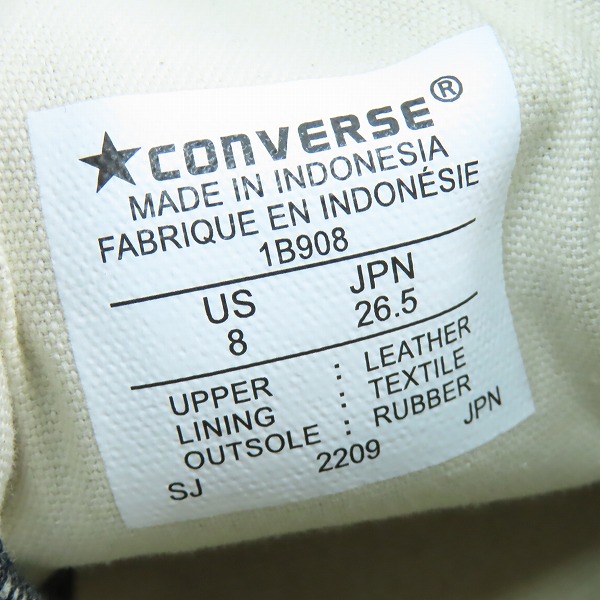 ★CONVERSE®
MADE IN INDONESIA
FABRIQUE EN INDONÉSIE
1B908
US JPN
8 26.5
UPPER : LEATHER
LINING : TEXTILE
OUTSOLE : RUBBER
SJ 2209 JPN